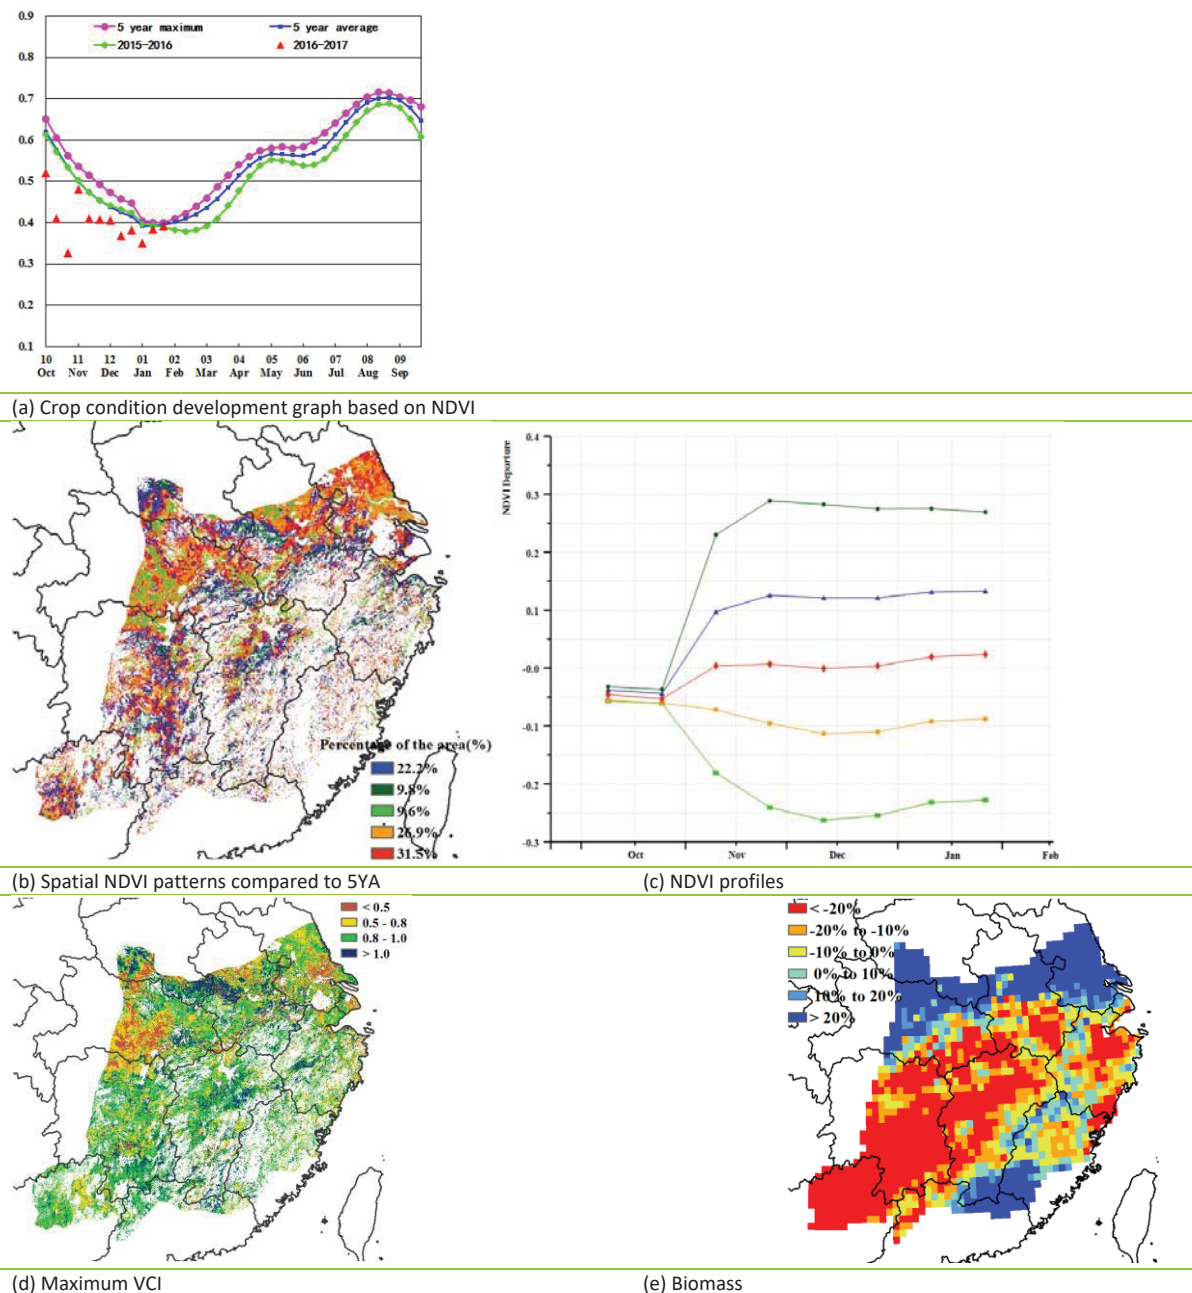 0.9
5 year maximum 5 year average
2015-2016 2016-2017
0.8
0.7
0.6
0.5
0.4
0.3
0.2
0.1
10 11 12 01 02 03 04 05 06 07 08 09
Oct Nov Dec Jan Feb Mar Apr May Jun Jul Aug Sep
(a) Crop condition development graph based on NDVI
Percentage of the area(%)
22.2%
9.8%
9.6%
26.9%
31.5%
NDVI Departure
0.4
0.3
0.2
0.1
-0.0
-0.1
-0.2
-0.3
Oct Nov Dec Jan Feb
(b) Spatial NDVI patterns compared to 5YA (c) NDVI profiles
< 0.5
0.5 - 0.8
0.8 - 1.0
> 1.0
< -20%
-20% to -10%
-10% to 0%
0% to 10%
10% to 20%
> 20%
(d) Maximum VCI (e) Biomass